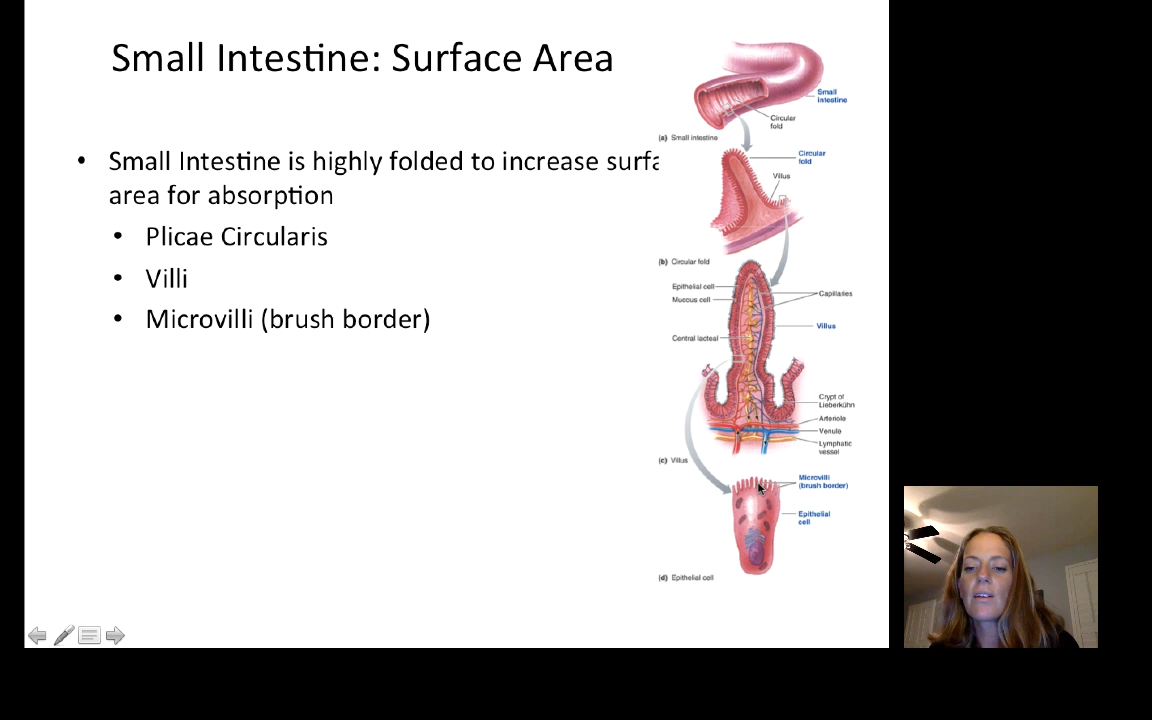 Small Intestine: Surface Area
• Small Intestine is highly folded to increase surfa
area for absorption
• Plicae Circularis
• Villi
• Microvilli (brush border)
Small
intestine
Circular
fold
(a) Small intestine
Circular
fold
Villus
(b) Circular fold
Epithelial cell
Mucous cell
Capillaries
Villus
Central lacteal
Crypt of
Lieberkühn
Arteriole
Venule
Lymphatic
vessel
(c) Villus
Microvilli
(brush border)
Epithelial
cell
(d) Epithelial cell